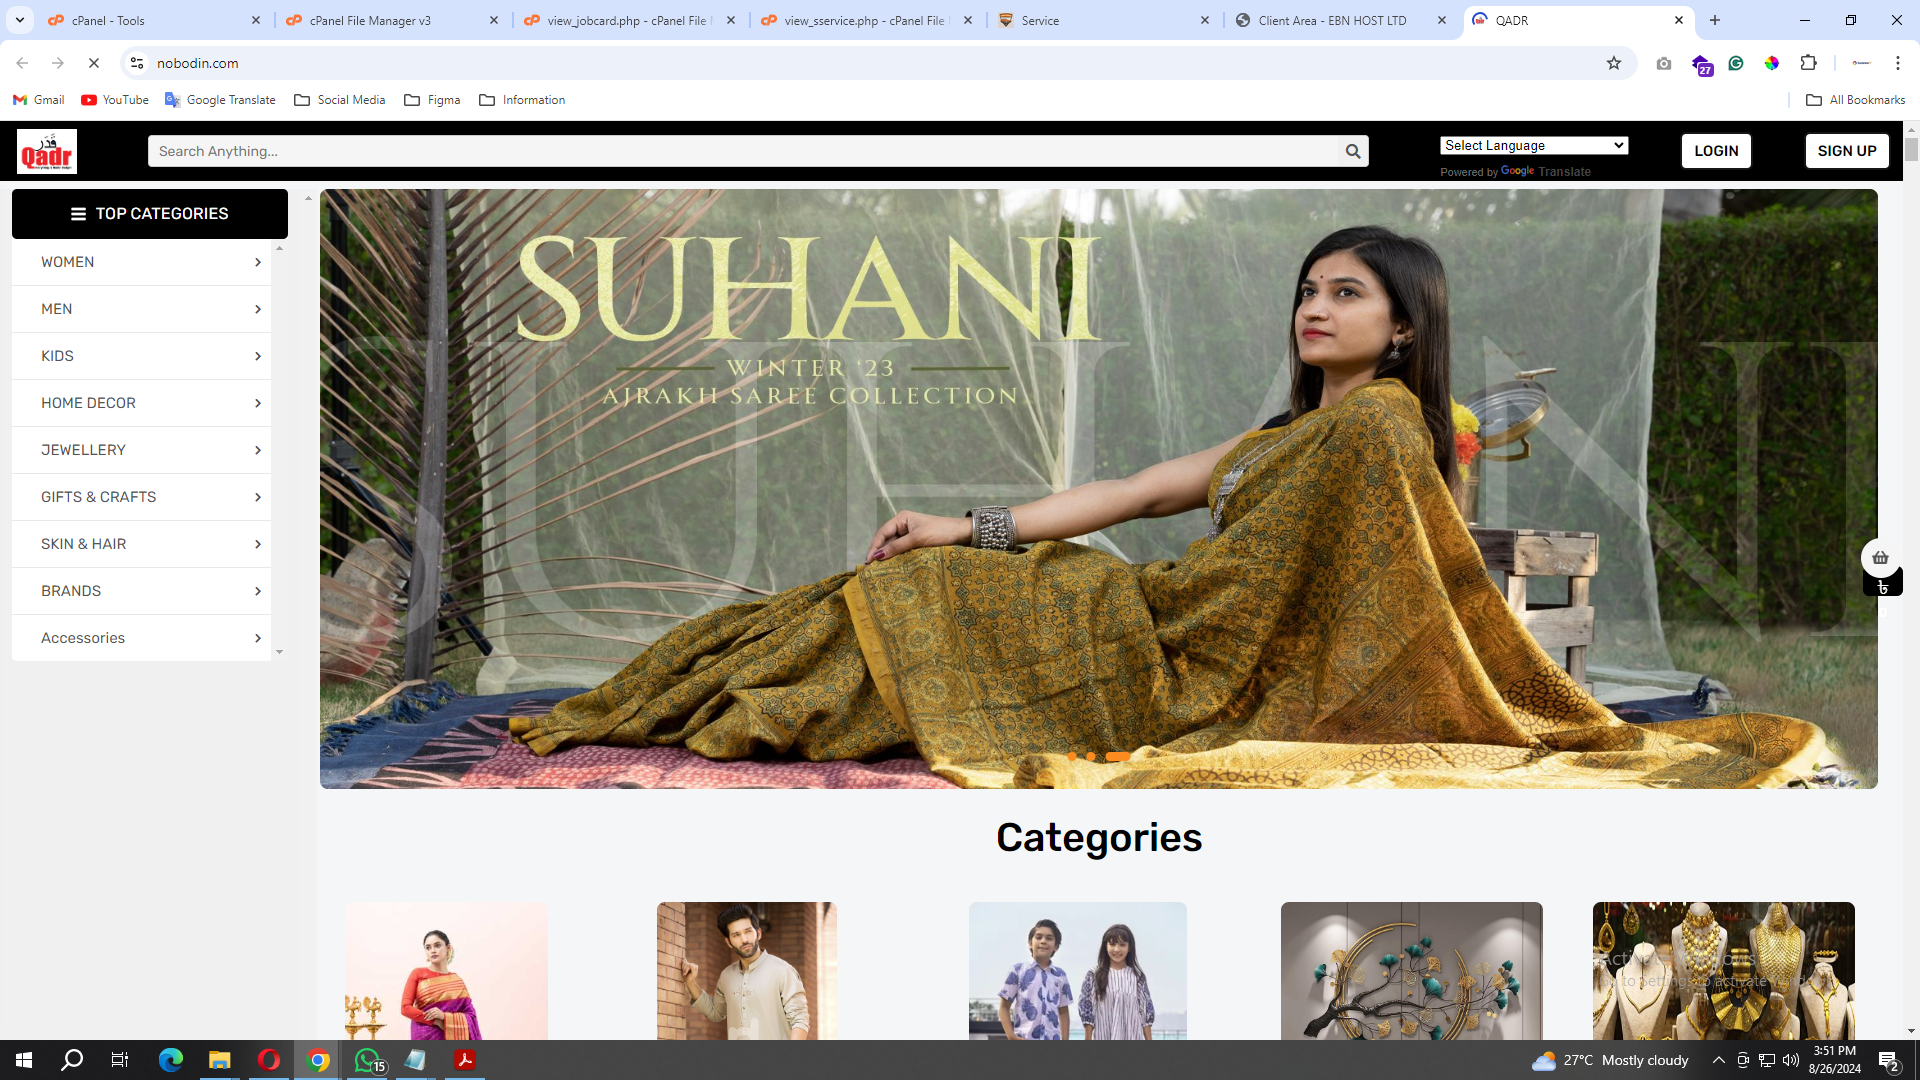 cPanel - Tools
cPanel File Manager v3
view_jobcard.php - cPanel File
view_sservice.php - cPanel File
Service
Client Area - EBN HOST LTD
QADR
nobodin.com
27
Gmail
YouTube
Google Translate
Social Media
Figma
Information
All Bookmarks
Qadr
Search Anything...
Select Language
Powered by Google Translate
LOGIN
SIGN UP
TOP CATEGORIES
WOMEN
MEN
KIDS
HOME DECOR
JEWELLERY
GIFTS & CRAFTS
SKIN & HAIR
BRANDS
Accessories
SUHANI
WINTER '23
AJRAKH SAREE COLLECTION
SUHANI
৳
Categories
Activate Windows
Go to Settings to activate Windows.
15
27°C Mostly cloudy
3:51 PM
8/26/2024
2